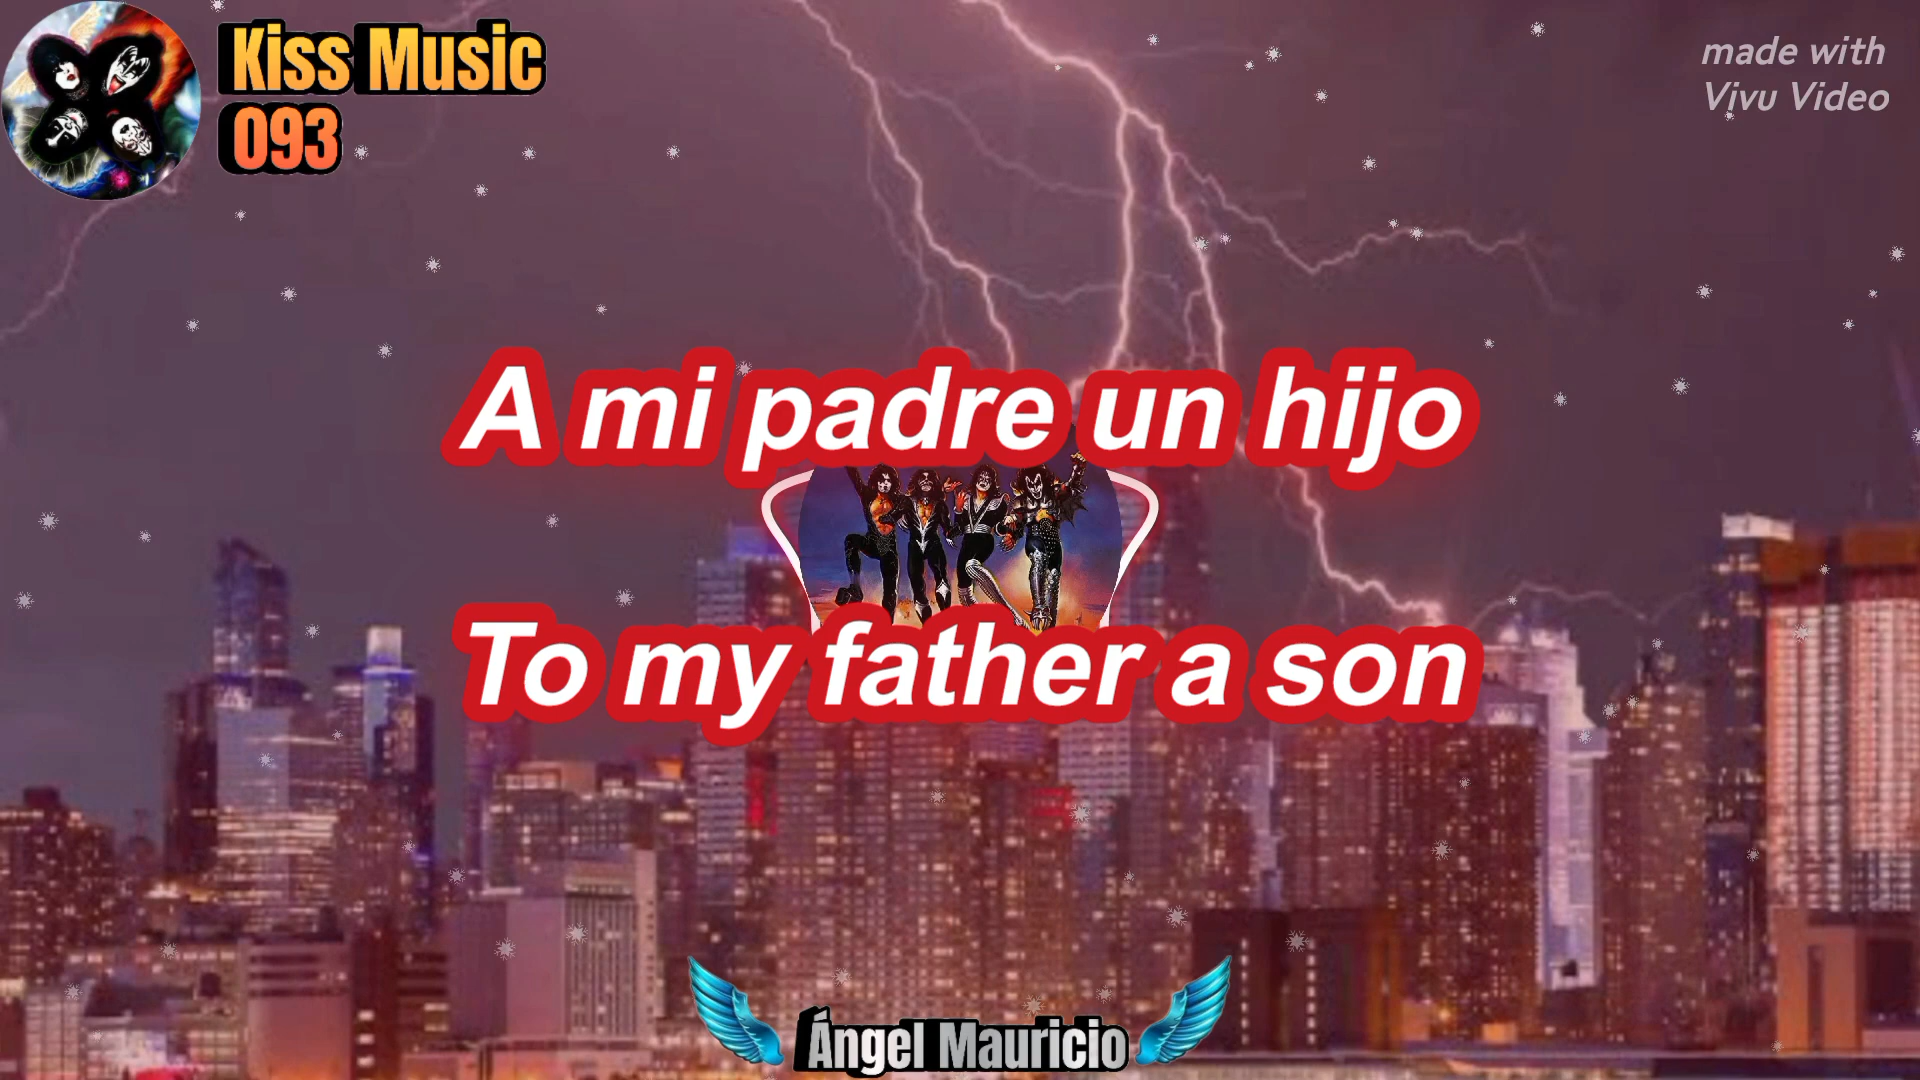 Kiss Music
093
made with
Vivu Video
A mi padre un hijo
To my father a son
Ángel Mauricio